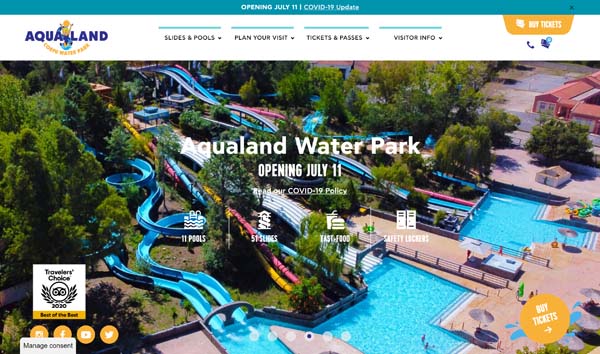 OPENING JULY 11 | COVID-19 Update
×
AQUALAND
CORFU WATER PARK
SLIDES & POOLS
PLAN YOUR VISIT
TICKETS & PASSES
VISITOR INFO
BUY TICKETS
Aqualand Water Park
OPENING JULY 11
Read our COVID-19 Policy
11 POOLS
51 SLIDES
FAST-FOOD
SAFETY LOCKERS
Travelers'
Choice
2020
Best of the Best
BUY
TICKETS
Manage consent